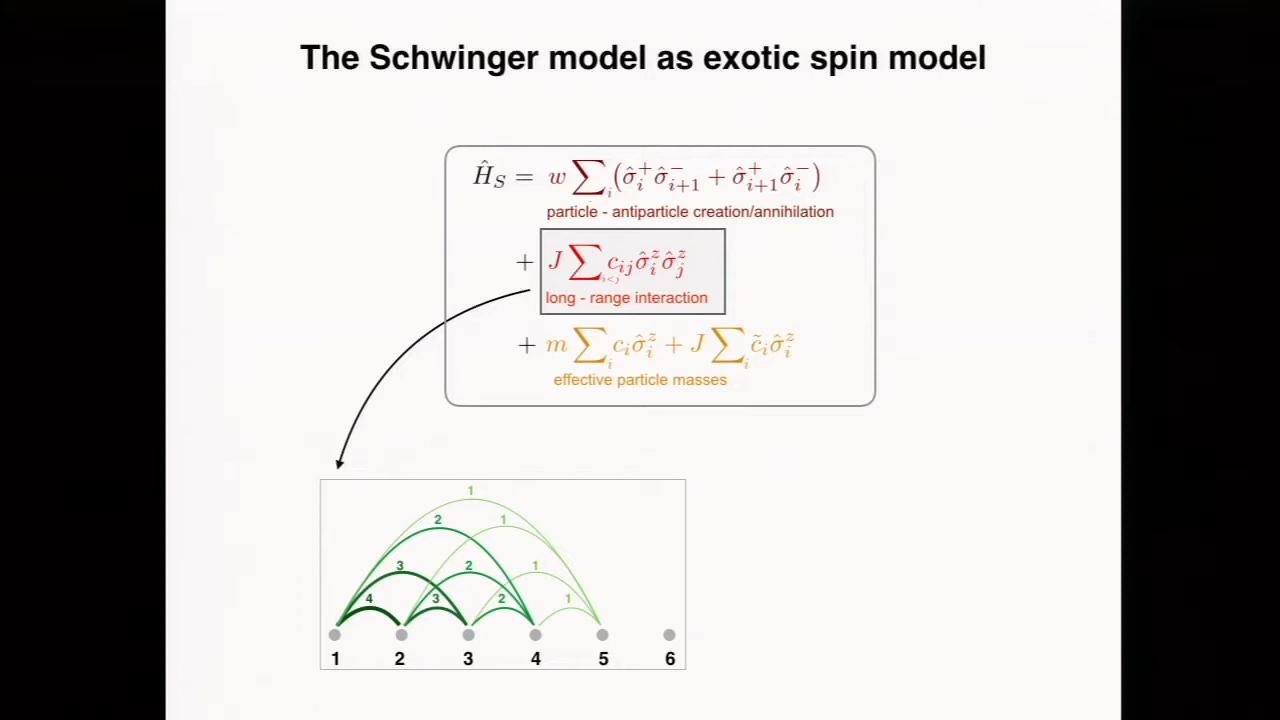 The Schwinger model as exotic spin model
Ĥ_S = w ∑_i (σ̂_i^+ σ̂_{i+1}^- + σ̂_{i+1}^+ σ̂_i^-)
particle - antiparticle creation/annihilation
+ J ∑_{i<j} c_{ij} σ̂_i^z σ̂_j^z
long - range interaction
+ m ∑_i c_i σ̂_i^z + J ∑_i c̃_i σ̂_i^z
effective particle masses
1
2 1
3 2 1
4 3 2 1
1 2 3 4 5 6